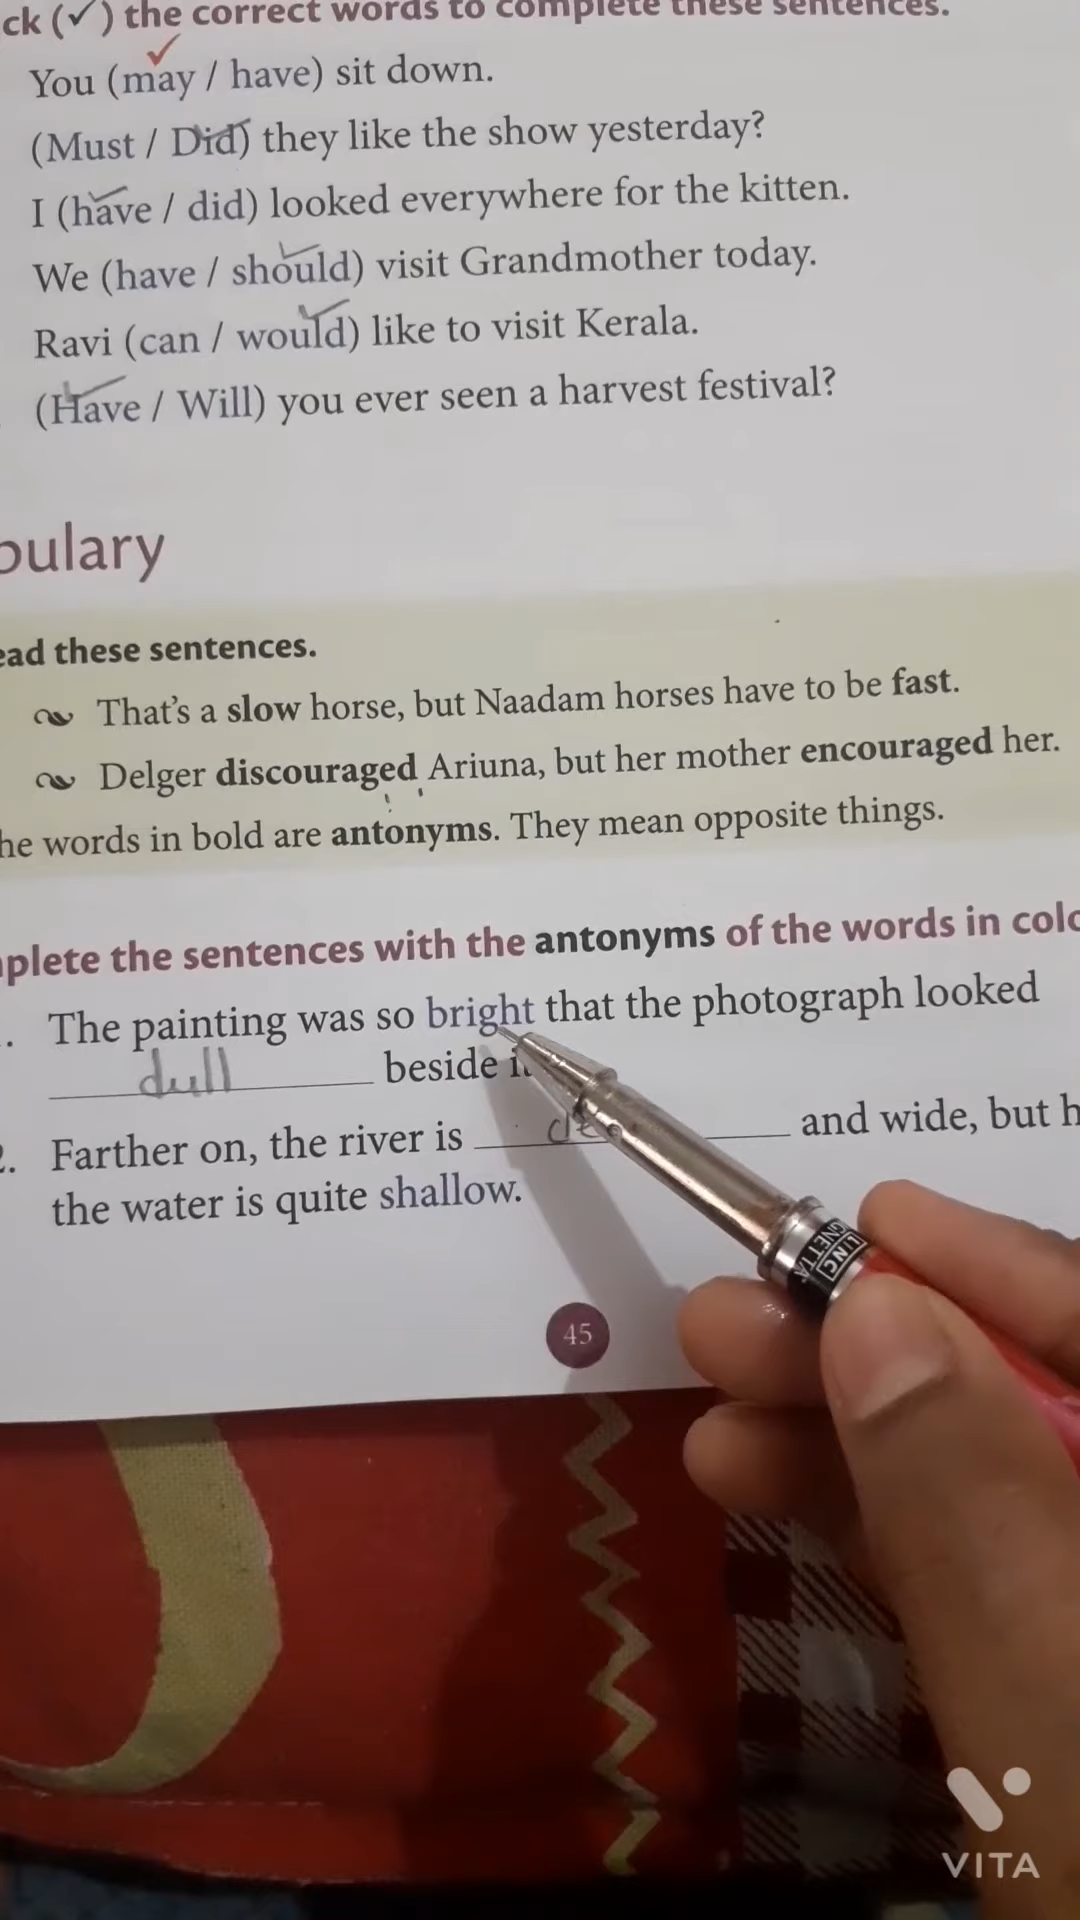 ck (✓) the correct words to complete these sentences.
You (may / have) sit down.
(Must / Did) they like the show yesterday?
I (have / did) looked everywhere for the kitten.
We (have / should) visit Grandmother today.
Ravi (can / would) like to visit Kerala.
(Have / Will) you ever seen a harvest festival?
bulary
ead these sentences.
That's a slow horse, but Naadam horses have to be fast.
Delger discouraged Ariuna, but her mother encouraged her.
he words in bold are antonyms. They mean opposite things.
plete the sentences with the antonyms of the words in colo
. The painting was so bright that the photograph looked
dull beside
2. Farther on, the river is and wide, but h
the water is quite shallow.
LINC
45
VITA